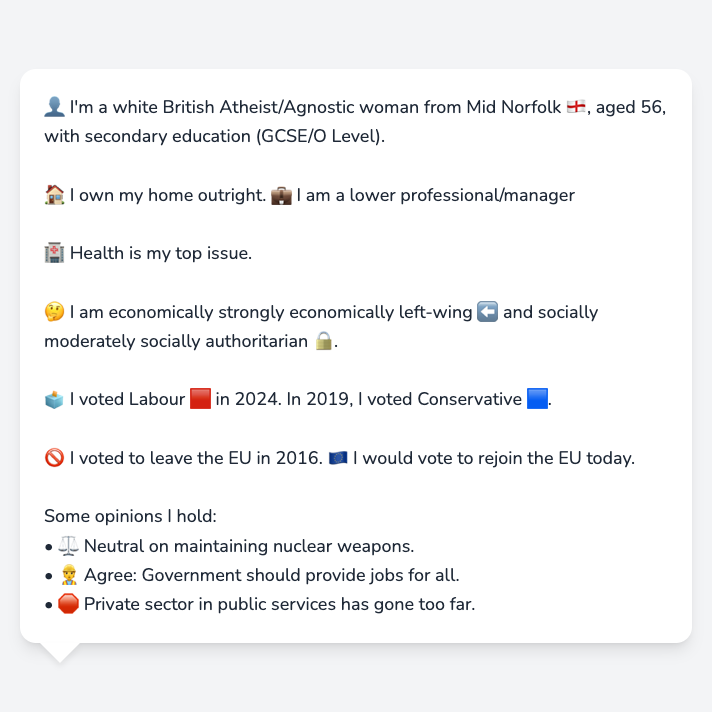 👤 I'm a white British Atheist/Agnostic woman from Mid Norfolk 🏴󠁧󠁢󠁥󠁮󠁧󠁿, aged 56,
with secondary education (GCSE/O Level).
🏠 I own my home outright. 💼 I am a lower professional/manager
🏥 Health is my top issue.
🤔 I am economically strongly economically left-wing ⬅️ and socially
moderately socially authoritarian 🔒.
🗳️ I voted Labour 🟥 in 2024. In 2019, I voted Conservative 🟦.
🚫 I voted to leave the EU in 2016. 🇪🇺 I would vote to rejoin the EU today.
Some opinions I hold:
• ⚖️ Neutral on maintaining nuclear weapons.
• 👷 Agree: Government should provide jobs for all.
• 🛑 Private sector in public services has gone too far.